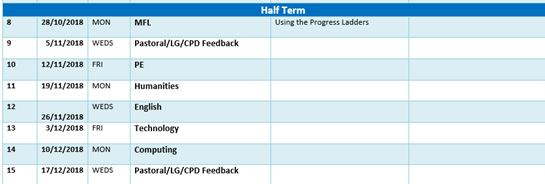 Half Term
8 28/10/2018 MON MFL Using the Progress Ladders
9 5/11/2018 WEDS Pastoral/LG/CPD Feedback
10 12/11/2018 FRI PE
11 19/11/2018 MON Humanities
12 26/11/2018 WEDS English
13 3/12/2018 FRI Technology
14 10/12/2018 MON Computing
15 17/12/2018 WEDS Pastoral/LG/CPD Feedback